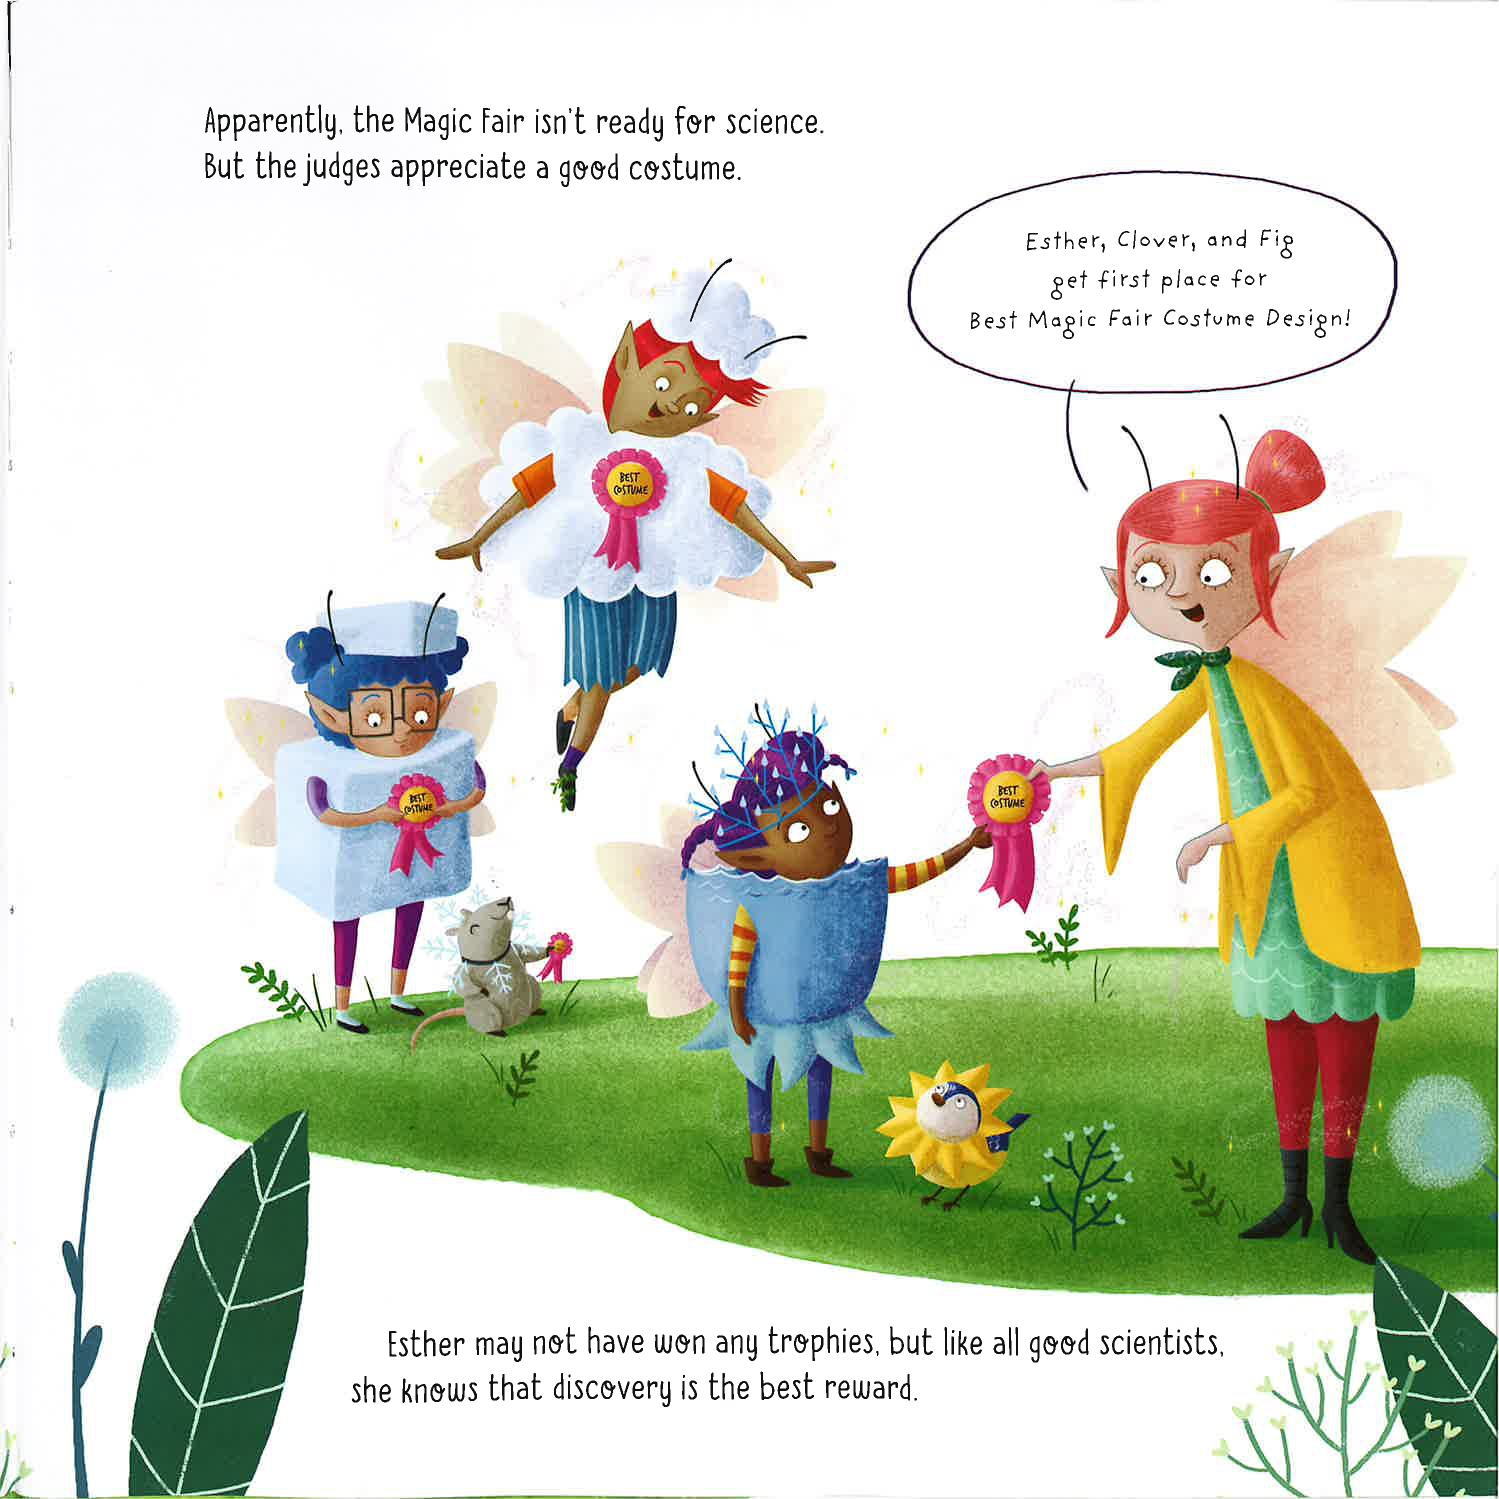 Apparently, the Magic Fair isn't ready for science.
But the judges appreciate a good costume.
Esther, Clover, and Fig
get first place for
Best Magic Fair Costume Design!
BEST
COSTUME
BEST
COSTUME
BEST
COSTUME
Esther may not have won any trophies, but like all good scientists,
she knows that discovery is the best reward.